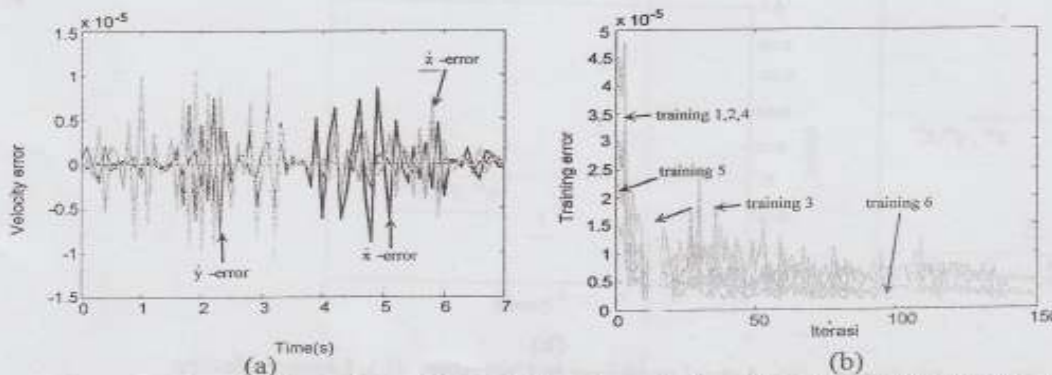 x 10^-5
1.5
1
0.5
0
-0.5
-1
-1.5
Velocity error
ż -error
ẏ -error
ẋ -error
0 1 2 3 4 5 6 7
Time(s)
(a)
x 10^-5
5
4.5
4
3.5
3
2.5
2
1.5
1
0.5
0
Training error
training 1,2,4
training 5
training 3
training 6
0 50 100 150
Iterasi
(b)